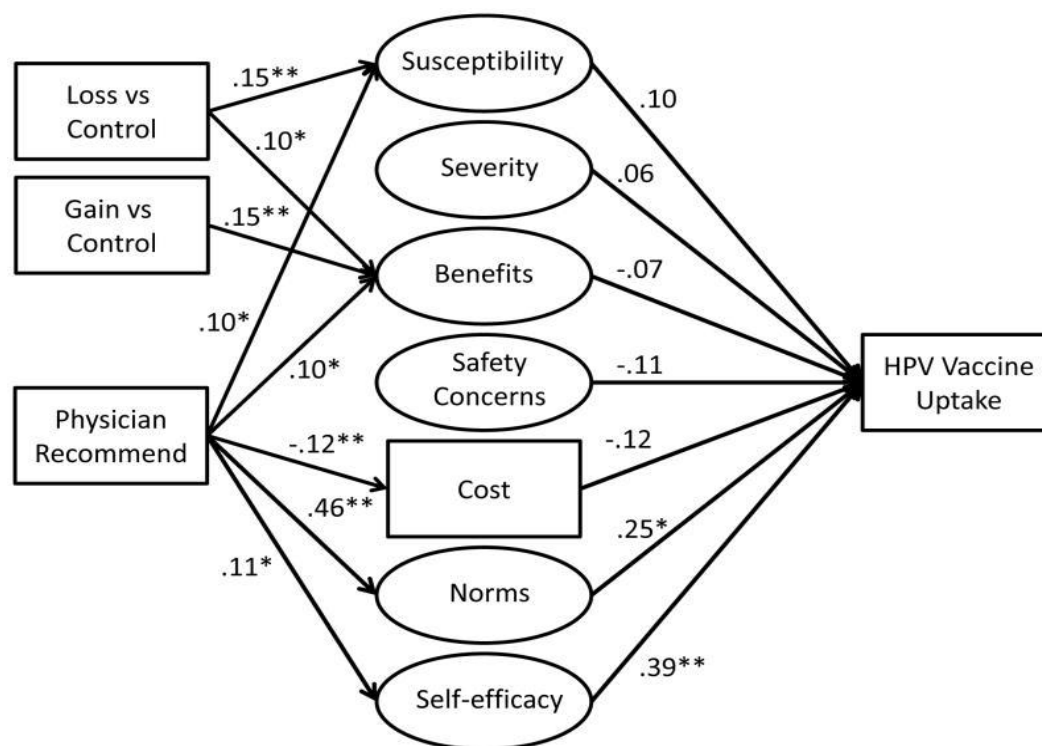 Susceptibility
.15**
.10
Loss vs
Control
.10*
Severity
.06
Gain vs
Control
.15**
Benefits
-.07
.10*
.10*
Safety
Concerns
-.11
HPV Vaccine
Uptake
Physician
Recommend
-.12**
-.12
Cost
.46**
.25*
.11*
Norms
.39**
Self-efficacy